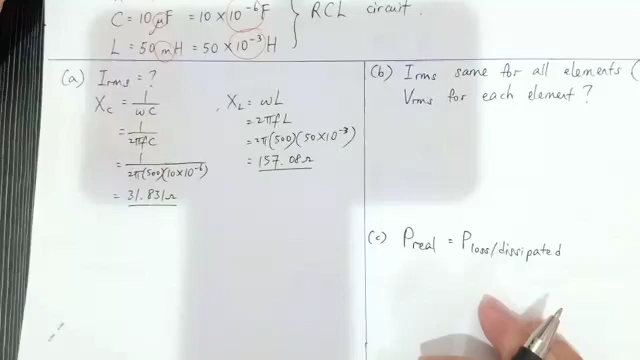 C = 10 μF = 10 × 10⁻⁶ F
L = 50 mH = 50 × 10⁻³ H
} RCL circuit.
(a) Irms = ?
Xc = 1/ωC
= 1/2πfC
= 1/2π(500)(10×10⁻⁶)
= 31.831Ω
, XL = ωL
= 2πfL
= 2π(500)(50×10⁻³)
= 157.08Ω
(b) Irms same for all elements (
Vrms for each element ?
(c) Preal = Ploss/dissipated